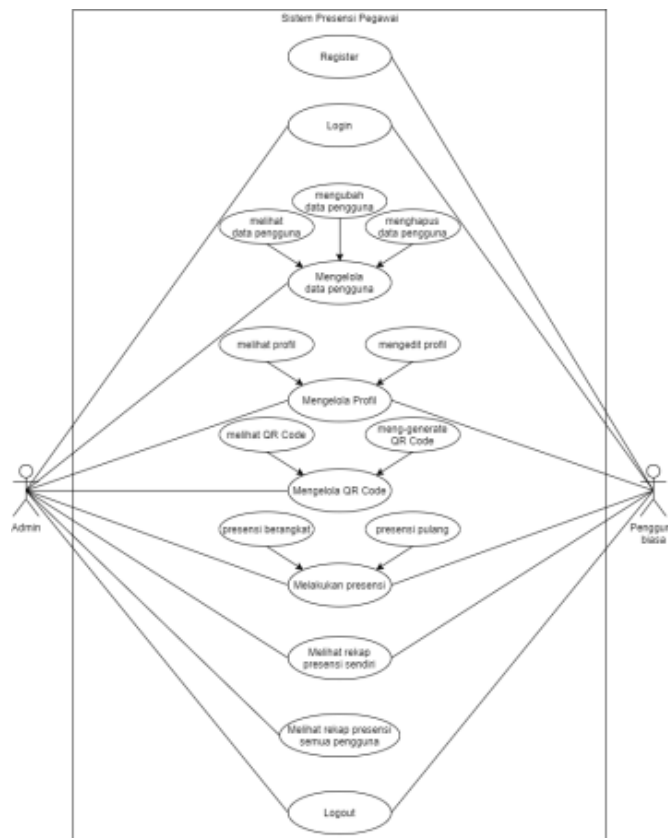 Sistem Presensi Pegawai
Register
Login
mengubah
data pengguna
melihat
data pengguna
menghapus
data pengguna
Mengelola
data pengguna
melihat profil
mengedit profil
Mengelola Profil
melihat QR Code
meng-generate
QR Code
Mengelola QR Code
Admin
Penggun
biasa
presensi berangkat
presensi pulang
Melakukan presensi
Melihat rekap
presensi sendiri
Melihat rekap presensi
semua pengguna
Logout